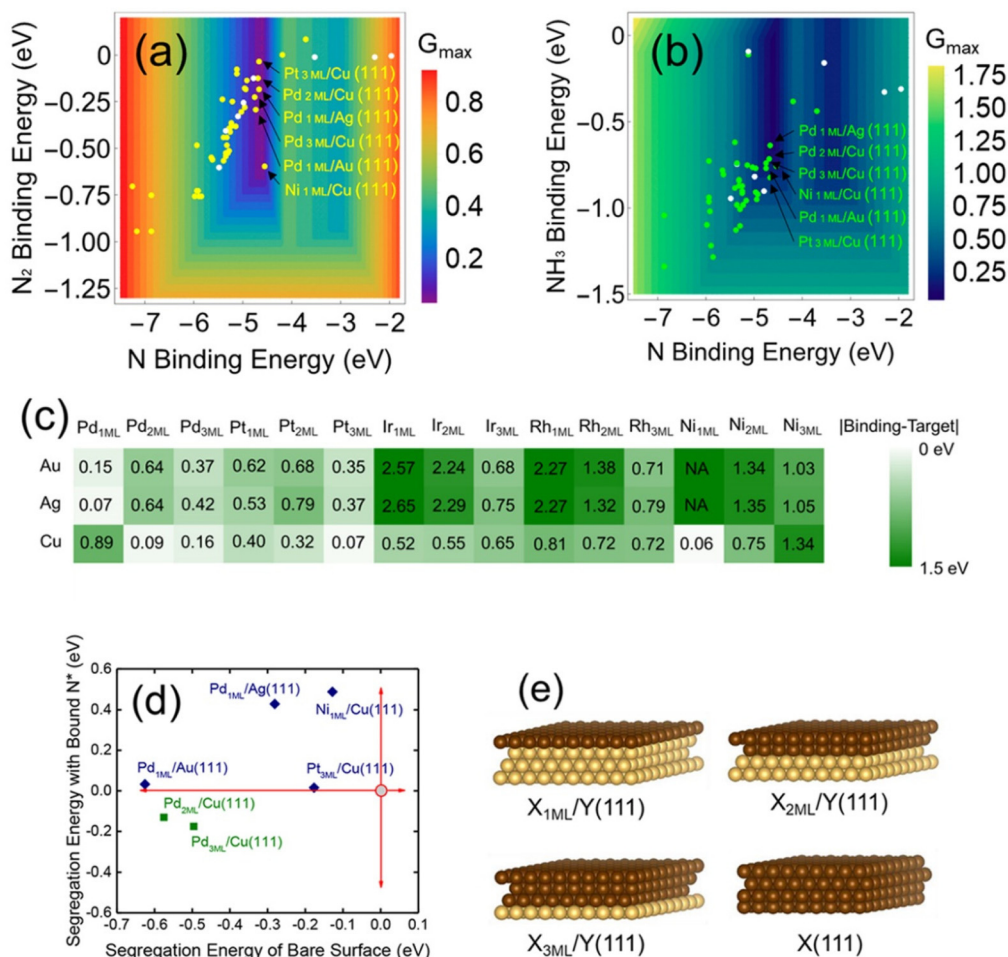 (a)
N₂ Binding Energy (eV)
0
−0.25
−0.50
−0.75
−1.00
−1.25
−7 −6 −5 −4 −3 −2
N Binding Energy (eV)
Pt 3 ML/Cu (111)
Pd 2 ML/Cu (111)
Pd 1 ML/Ag (111)
Pd 3 ML/Cu (111)
Pd 1 ML/Au (111)
Ni 1 ML/Cu (111)
Gmax
0.8
0.6
0.4
0.2
(b)
NH₃ Binding Energy (eV)
0
−0.5
−1.0
−1.5
−7 −6 −5 −4 −3 −2
N Binding Energy (eV)
Pd 1 ML/Ag (111)
Pd 2 ML/Cu (111)
Pd 3 ML/Cu (111)
Ni 1 ML/Cu (111)
Pd 1 ML/Au (111)
Pt 3 ML/Cu (111)
Gmax
1.75
1.50
1.25
1.00
0.75
0.50
0.25
(c)
Pd1ML Pd2ML Pd3ML Pt1ML Pt2ML Pt3ML Ir1ML Ir2ML Ir3ML Rh1ML Rh2ML Rh3ML Ni1ML Ni2ML Ni3ML
Au 0.15 0.64 0.37 0.62 0.68 0.35 2.57 2.24 0.68 2.27 1.38 0.71 NA 1.34 1.03
Ag 0.07 0.64 0.42 0.53 0.79 0.37 2.65 2.29 0.75 2.27 1.32 0.79 NA 1.35 1.05
Cu 0.89 0.09 0.16 0.40 0.32 0.07 0.52 0.55 0.65 0.81 0.72 0.72 0.06 0.75 1.34
|Binding-Target|
0 eV
1.5 eV
(d)
Segregation Energy with Bound N* (eV)
0.6
0.4
0.2
0.0
-0.2
-0.4
0.6
Pd1ML/Ag(111)
Ni1ML/Cu(111)
Pd1ML/Au(111)
Pt3ML/Cu(111)
Pd2ML/Cu(111)
Pd3ML/Cu(111)
-0.7 -0.6 -0.5 -0.4 -0.3 -0.2 -0.1 0.0 0.1
Segregation Energy of Bare Surface (eV)
(e)
X1ML/Y(111)
X2ML/Y(111)
X3ML/Y(111)
X(111)